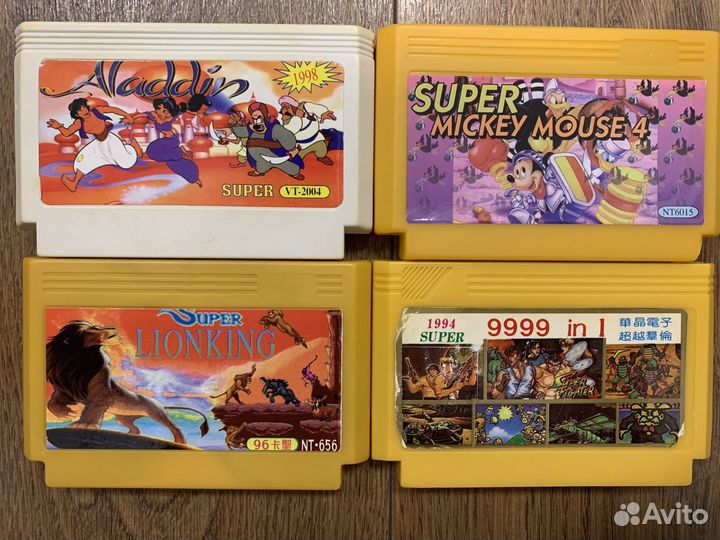 Aladdin
1998
SUPER VT-2004
SUPER
MICKEY MOUSE 4
NT6015
SUPER
LIONKING
96卡聖 NT-656
1994
SUPER
9999 in 1
華晶電子
超越羣倫
Avito